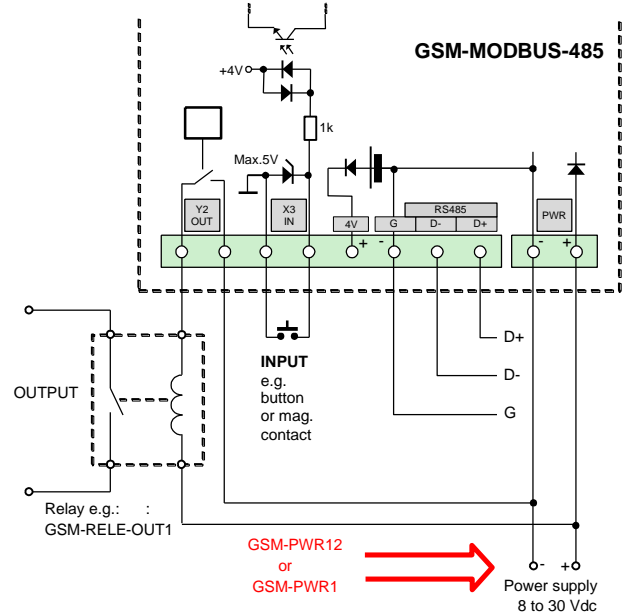 GSM-MODBUS-485
+4V
1k
Max.5V
Y2
OUT
X3
IN
4V
G
RS485
D-
D+
PWR
+
-
-
+
D+
D-
G
INPUT
e.g.
button
or mag.
contact
OUTPUT
Relay e.g.: :
GSM-RELE-OUT1
GSM-PWR12
or
GSM-PWR1
- +
Power supply
8 to 30 Vdc